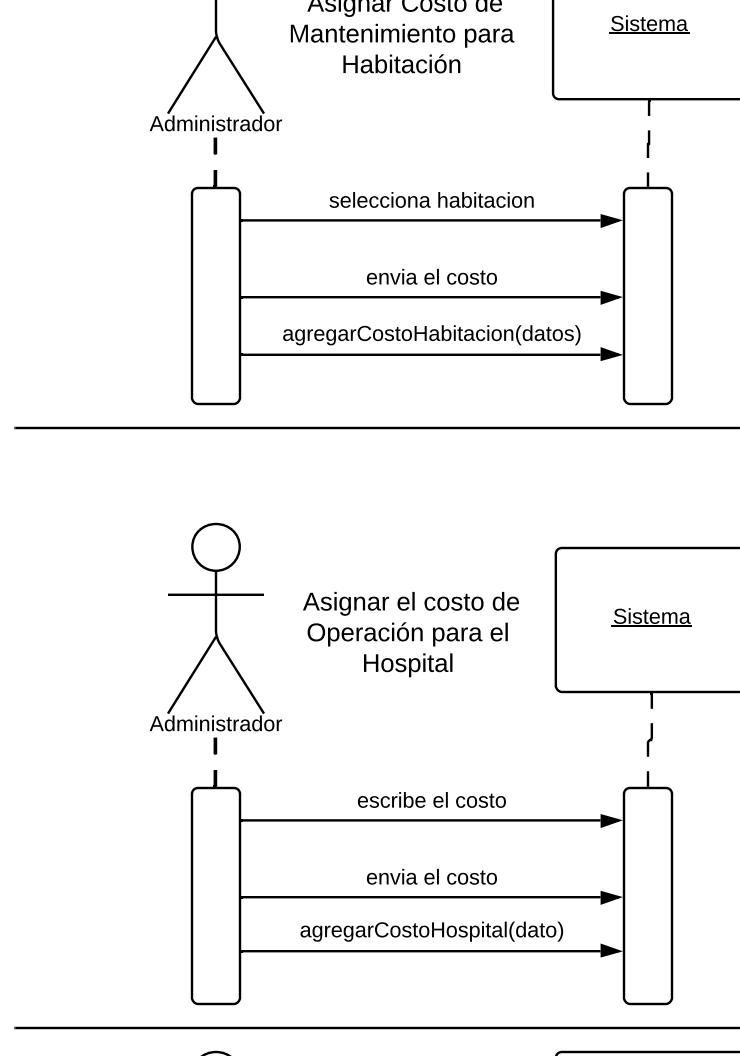 Asignar Costo de
Mantenimiento para
Habitación
Sistema
Administrador
selecciona habitacion
envia el costo
agregarCostoHabitacion(datos)
Asignar el costo de
Operación para el
Hospital
Sistema
Administrador
escribe el costo
envia el costo
agregarCostoHospital(dato)